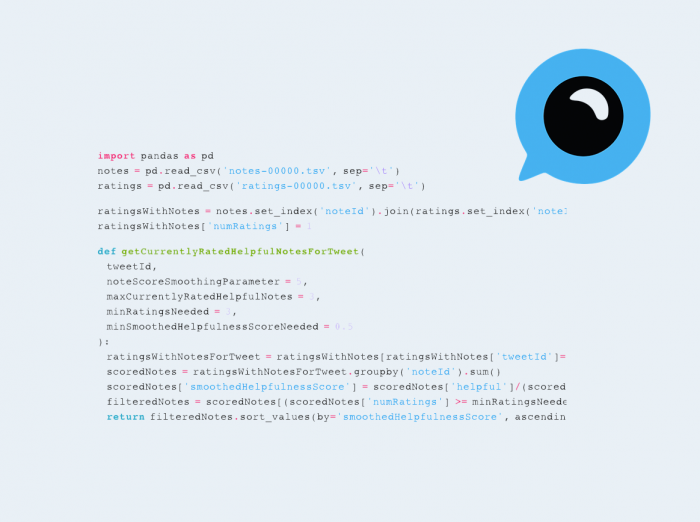 import pandas as pd
notes = pd.read_csv('notes-00000.tsv', sep='\t')
ratings = pd.read_csv('ratings-00000.tsv', sep='\t')
ratingsWithNotes = notes.set_index('noteId').join(ratings.set_index('noteI
ratingsWithNotes['numRatings'] = 1
def getCurrentlyRatedHelpfulNotesForTweet(
tweetId,
noteScoreSmoothingParameter = 5,
maxCurrentlyRatedHelpfulNotes = 3,
minRatingsNeeded = 3,
minSmoothedHelpfulnessScoreNeeded = 0.5
):
ratingsWithNotesForTweet = ratingsWithNotes[ratingsWithNotes['tweetId']=
scoredNotes = ratingsWithNotesForTweet.groupby('noteId').sum()
scoredNotes['smoothedHelpfulnessScore'] = scoredNotes['helpful']/(scored
filteredNotes = scoredNotes[(scoredNotes['numRatings'] >= minRatingsNeede
return filteredNotes.sort_values(by='smoothedHelpfulnessScore', ascendin